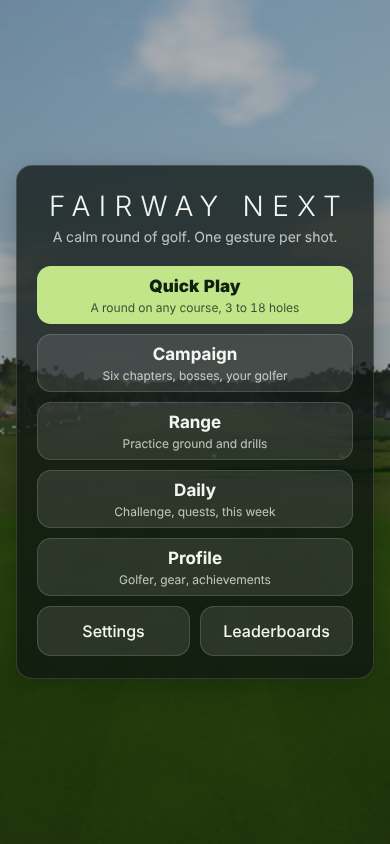 FAIRWAY NEXT
A calm round of golf. One gesture per shot.
Quick Play
A round on any course, 3 to 18 holes
Campaign
Six chapters, bosses, your golfer
Range
Practice ground and drills
Daily
Challenge, quests, this week
Profile
Golfer, gear, achievements
Settings
Leaderboards